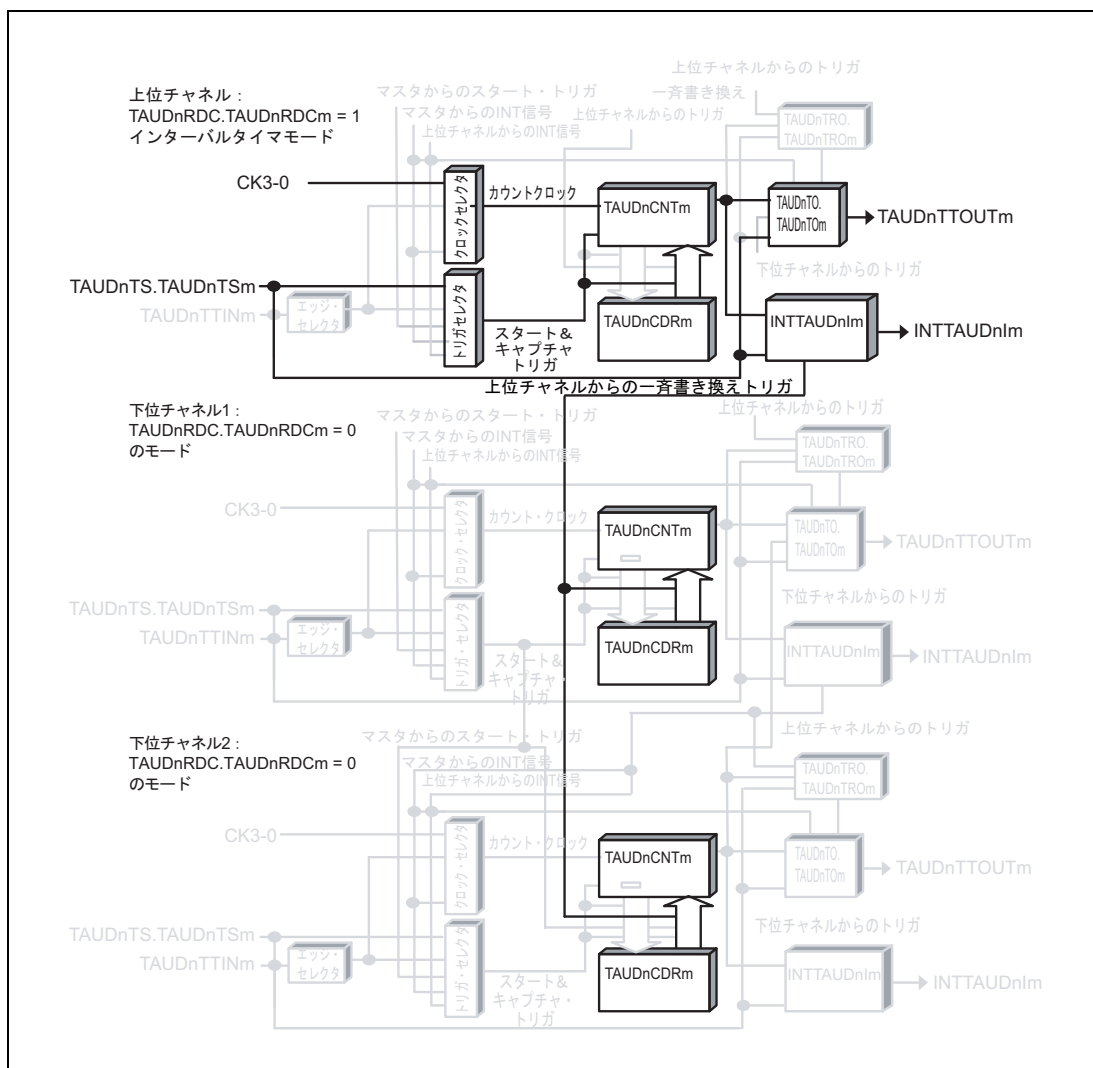 上位チャネルからのトリガ
上位チャネル：
TAUDnRDC.TAUDnRDCm = 1
インターバルタイマモード
マスタからのスタート・トリガ
マスタからのINT信号
上位チャネルからのINT信号
上位チャネルからのトリガ
一斉書き換え
TAUDnTRO.
TAUDnTROm
CK3-0
クロックセレクタ
カウントクロック
TAUDnCNTm
TAUDnTO.
TAUDnTOm
TAUDnTTOUTm
下位チャネルからのトリガ
TAUDnTS.TAUDnTSm
TAUDnTTINm
エッジ・
セレクタ
トリガセレクタ
スタート＆
キャプチャ
トリガ
TAUDnCDRm
INTTAUDnIm
INTTAUDnIm
上位チャネルからの一斉書き換えトリガ
下位チャネル1：
TAUDnRDC.TAUDnRDCm = 0
のモード
マスタからのスタート・トリガ
マスタからのINT信号
上位チャネルからのINT信号
上位チャネルからのトリガ
TAUDnTRO.
TAUDnTROm
CK3-0
クロック・セレクタ
カウント・クロック
TAUDnCNTm
TAUDnTO.
TAUDnTOm
TAUDnTTOUTm
下位チャネルからのトリガ
TAUDnTS.TAUDnTSm
TAUDnTTINm
エッジ・
セレクタ
トリガ・セレクタ
スタート＆
キャプチャ・
トリガ
TAUDnCDRm
INTTAUDnIm
INTTAUDnIm
下位チャネル2：
TAUDnRDC.TAUDnRDCm = 0
のモード
マスタからのスタート・トリガ
マスタからのINT信号
上位チャネルからのINT信号
上位チャネルからのトリガ
TAUDnTRO.
TAUDnTROm
CK3-0
クロック・セレクタ
カウント・クロック
TAUDnCNTm
TAUDnTO.
TAUDnTOm
TAUDnTTOUTm
下位チャネルからのトリガ
TAUDnTS.TAUDnTSm
TAUDnTTINm
エッジ・
セレクタ
トリガ・セレクタ
スタート＆
キャプチャ・
トリガ
TAUDnCDRm
INTTAUDnIm
INTTAUDnIm